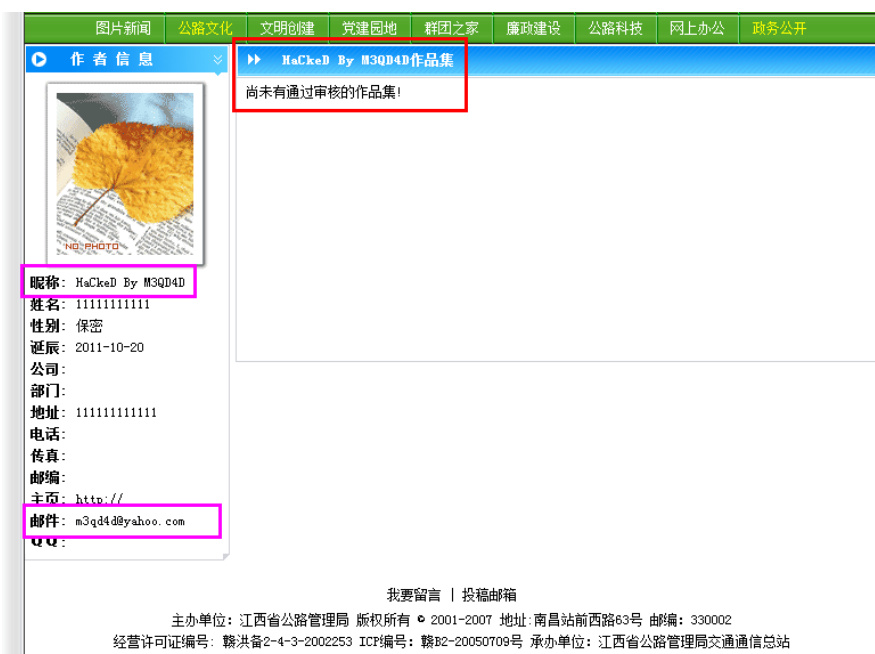 图片新闻 公路文化 文明创建 党建园地 群团之家 廉政建设 公路科技 网上办公 政务公开
作者信息
HaCkeD By M3QD4D作品集
尚未有通过审核的作品集!
NO PHOTO
昵称: HaCkeD By M3QD4D
姓名: 11111111111
性别: 保密
诞辰: 2011-10-20
公司:
部门:
地址: 111111111111
电话:
传真:
邮编:
主页: http://
邮件: m3qd4d@yahoo.com
QQ:
我要留言 | 投稿邮箱
主办单位: 江西省公路管理局 版权所有 © 2001-2007 地址:南昌站前西路63号 邮编: 330002
经营许可证编号: 赣洪备2-4-3-2002253 ICP编号: 赣B2-20050709号 承办单位: 江西省公路管理局交通通信总站